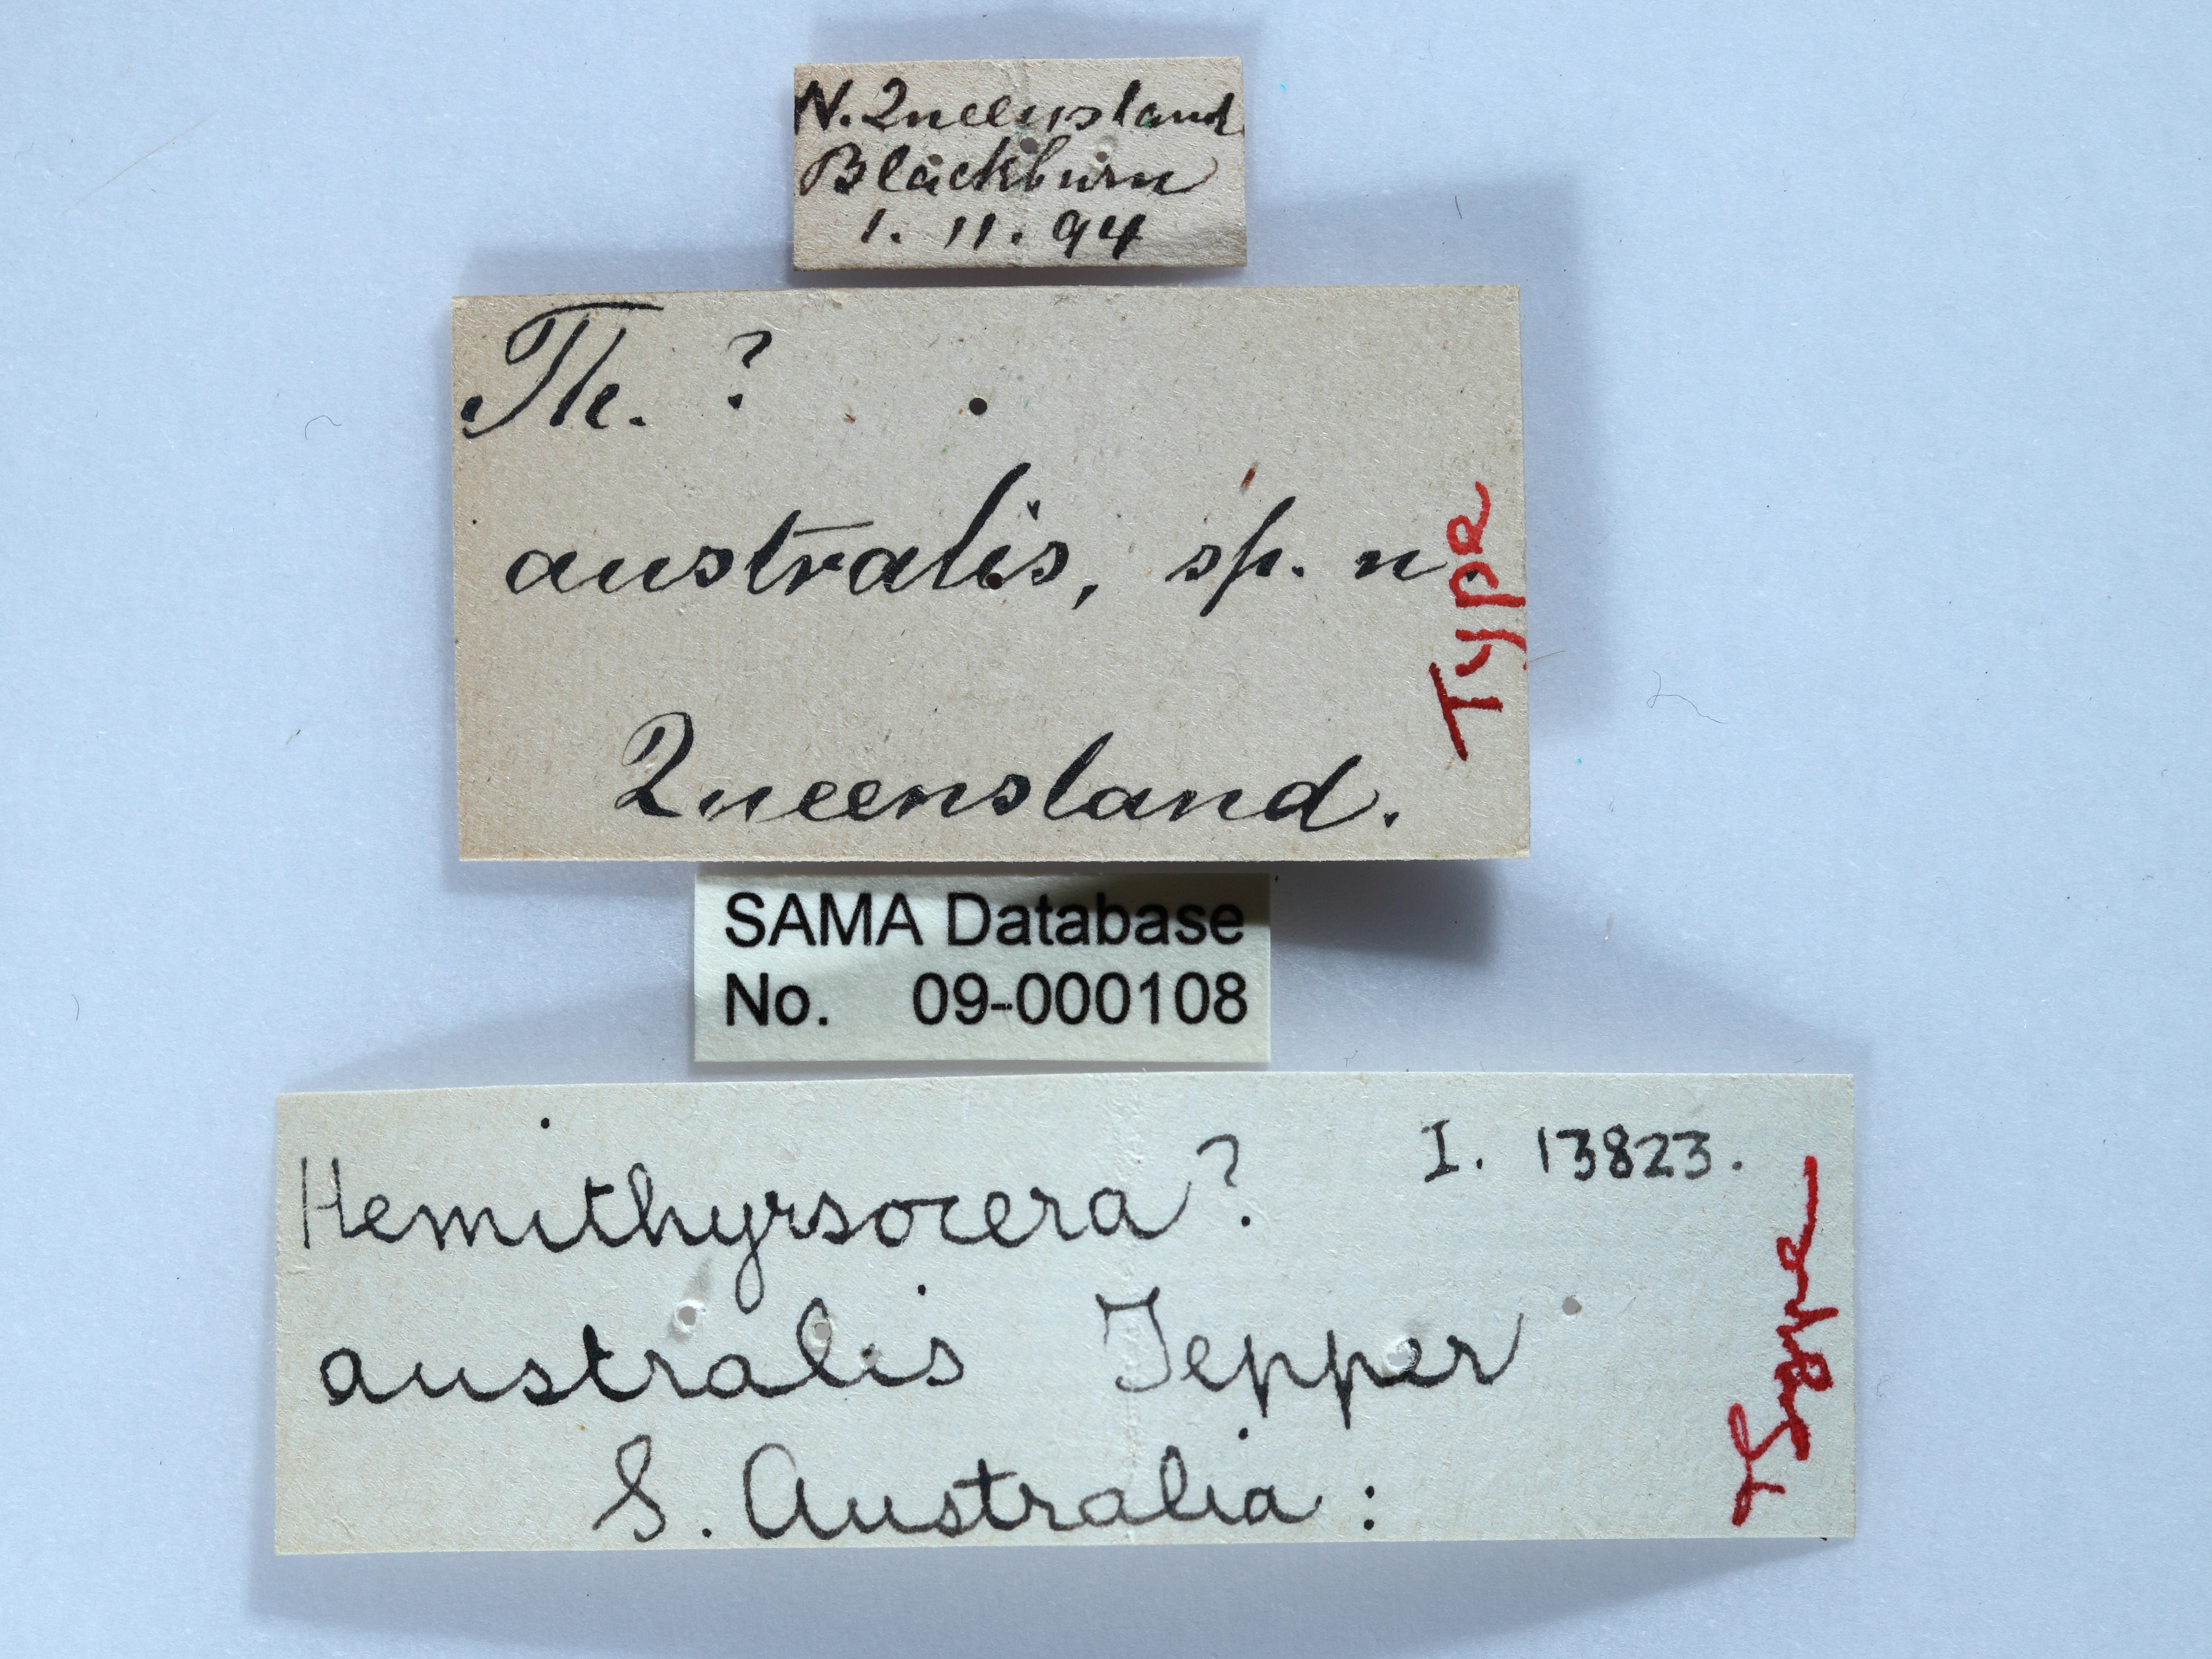 N. Queensland
Blackburn
1. 11. 94
Th. ?
australis, sp. n.
Queensland.
Type
SAMA Database
No. 09-000108
Hemithyrsocera? I. 13823.
australis Tepper
S. Australia:
Type